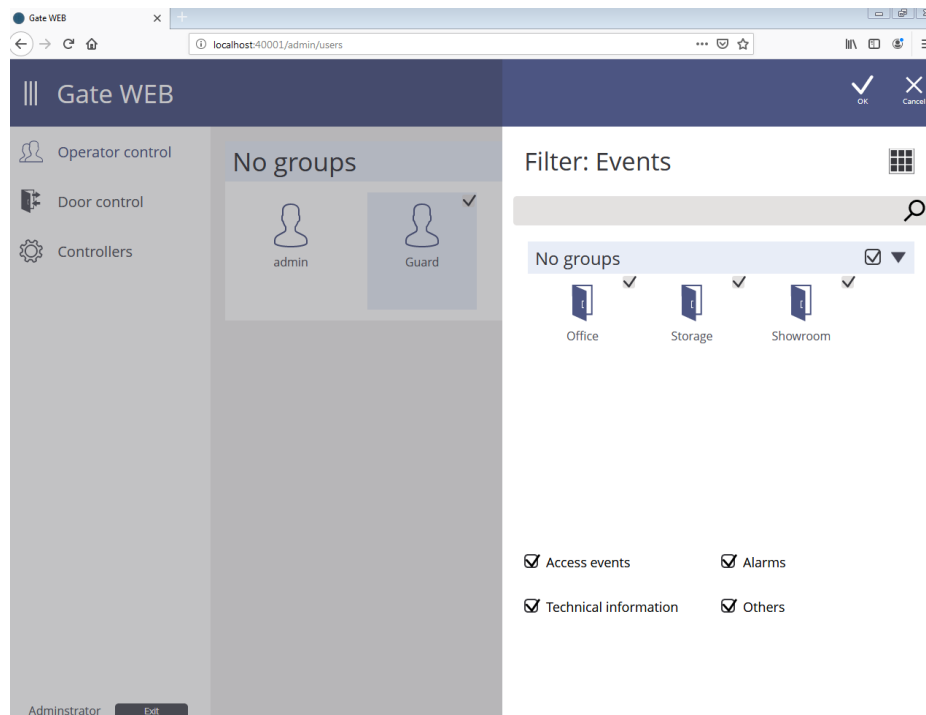 Gate WEB
localhost:40001/admin/users
Gate WEB
OK
Cancel
Operator control
Door control
Controllers
No groups
admin
Guard
Filter: Events
No groups
Office
Storage
Showroom
Access events
Alarms
Technical information
Others
Adminstrator
Exit